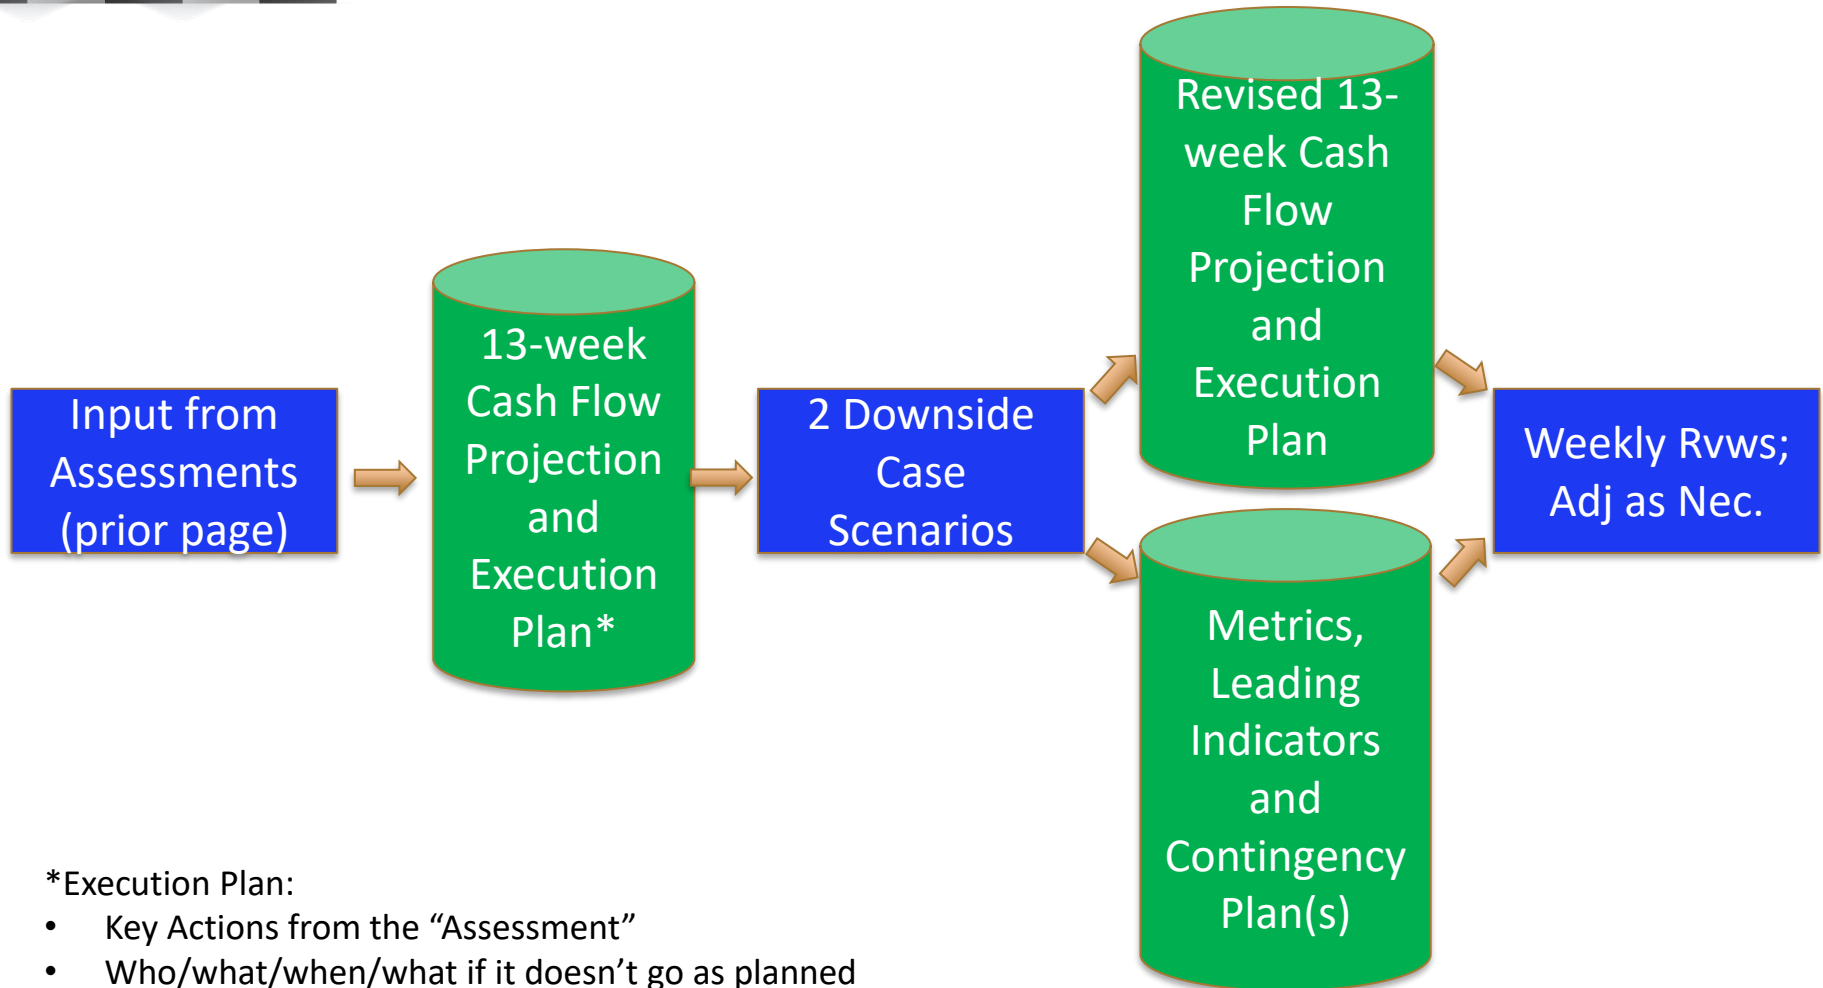 Input from
Assessments
(prior page)
13-week
Cash Flow
Projection
and
Execution
Plan*
2 Downside
Case
Scenarios
Revised 13-
week Cash
Flow
Projection
and
Execution
Plan
Metrics,
Leading
Indicators
and
Contingency
Plan(s)
Weekly Rvws;
Adj as Nec.
*Execution Plan:
• Key Actions from the “Assessment”
• Who/what/when/what if it doesn’t go as planned